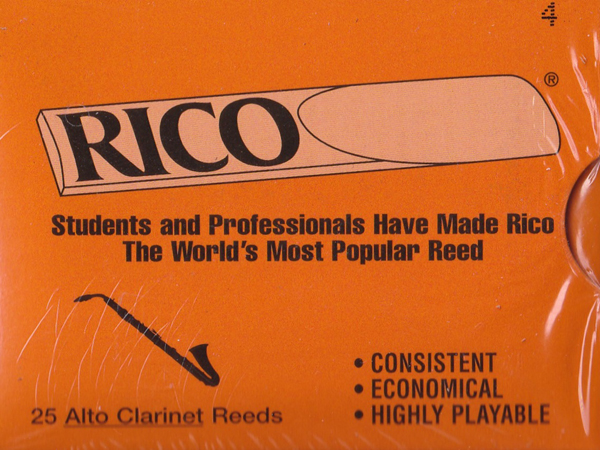 RICO ®
Students and Professionals Have Made Rico
The World's Most Popular Reed
25 Alto Clarinet Reeds
• CONSISTENT
• ECONOMICAL
• HIGHLY PLAYABLE